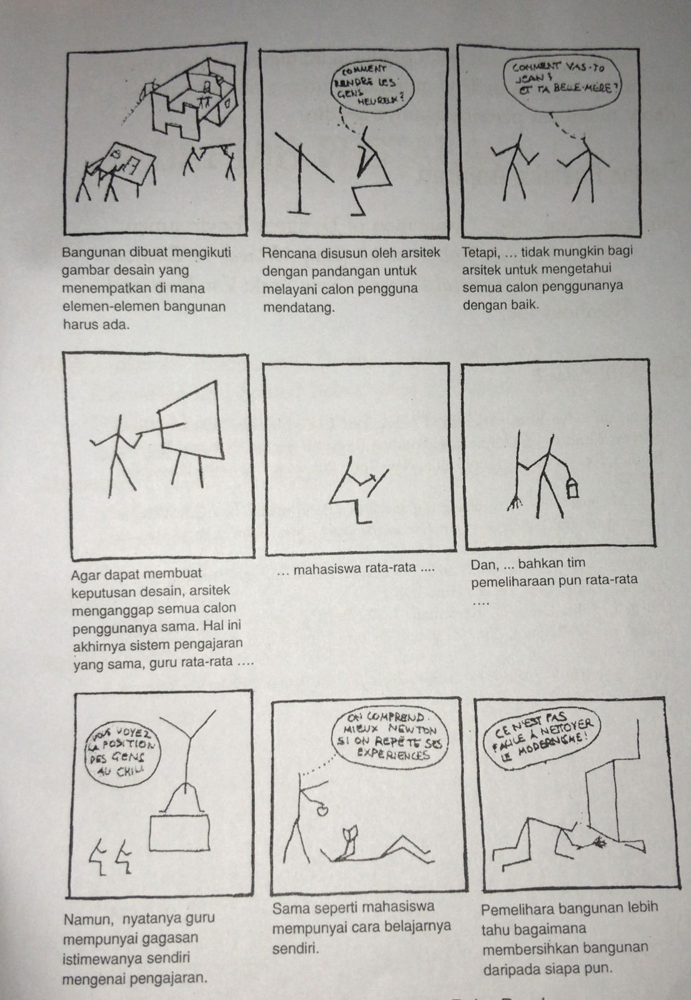 COMMENT
RENDRE LES
GENS
HEUREUX?
COMMENT VAS-TU
JEAN?
ET TA BELLE-MÈRE?
Bangunan dibuat mengikuti
gambar desain yang
menempatkan di mana
elemen-elemen bangunan
harus ada.
Rencana disusun oleh arsitek
dengan pandangan untuk
melayani calon pengguna
mendatang.
Tetapi, ... tidak mungkin bagi
arsitek untuk mengetahui
semua calon penggunanya
dengan baik.
Agar dapat membuat
keputusan desain, arsitek
menganggap semua calon
penggunanya sama. Hal ini
akhirnya sistem pengajaran
yang sama, guru rata-rata ....
... mahasiswa rata-rata ....
Dan, ... bahkan tim
pemeliharaan pun rata-rata
....
VOUS VOYEZ
LA POSITION
DES GENS
AU CHILI
ON COMPREND
MIEUX NEWTON
SI ON REPÈTE SES
EXPERIENCES
CE N'EST PAS
FACILE À NETTOYER
LE MODERNISME!
Namun, nyatanya guru
mempunyai gagasan
istimewanya sendiri
mengenai pengajaran.
Sama seperti mahasiswa
mempunyai cara belajarnya
sendiri.
Pemelihara bangunan lebih
tahu bagaimana
membersihkan bangunan
daripada siapa pun.